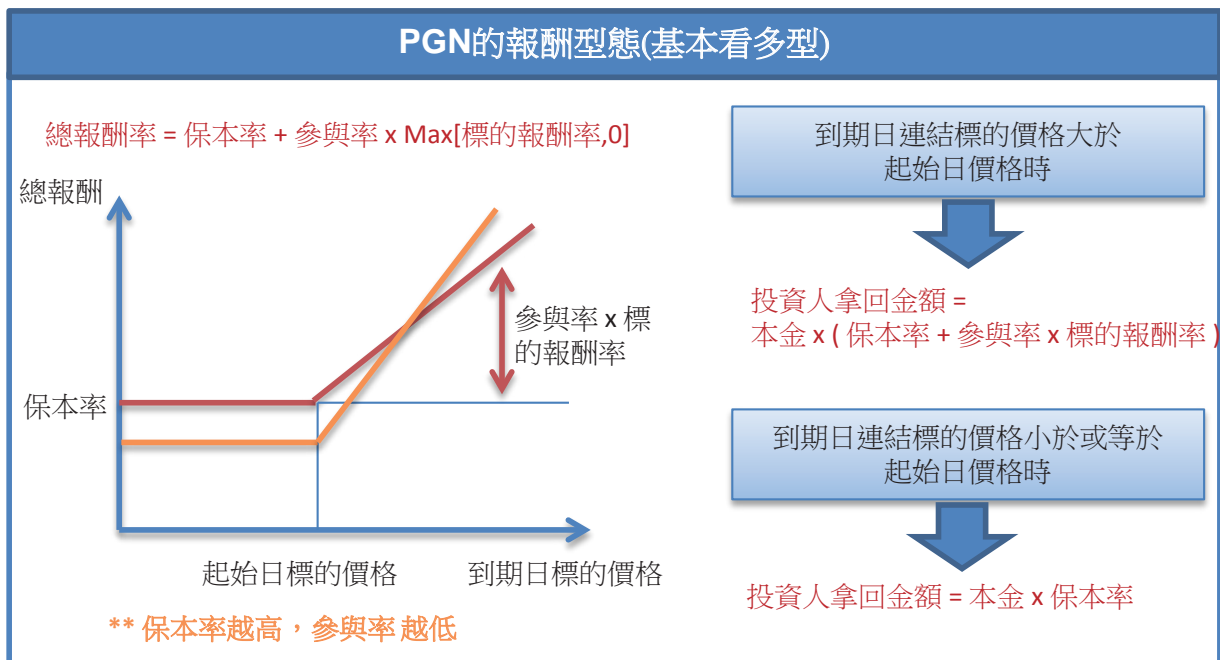 PGN的報酬型態(基本看多型)
總報酬率 = 保本率 + 參與率 x Max[標的報酬率,0]
總報酬
保本率
參與率 x 標
的報酬率
起始日標的價格
到期日標的價格
** 保本率越高，參與率 越低
到期日連結標的價格大於
起始日價格時
投資人拿回金額 =
本金 x ( 保本率 + 參與率 x 標的報酬率 )
到期日連結標的價格小於或等於
起始日價格時
投資人拿回金額 = 本金 x 保本率